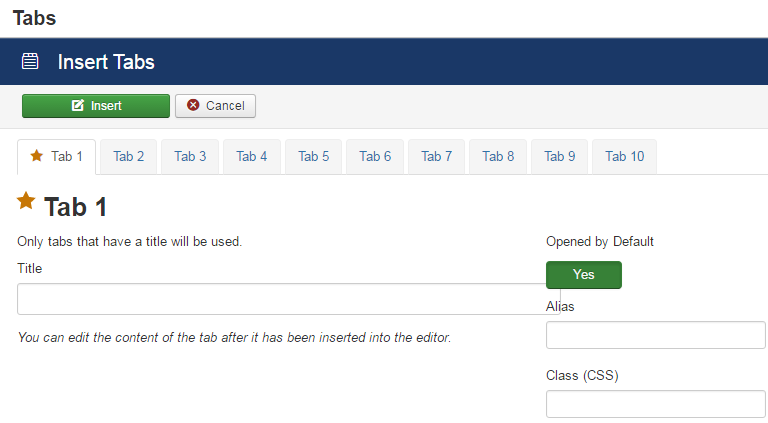 Tabs
Insert Tabs
Insert Cancel
Tab 1 Tab 2 Tab 3 Tab 4 Tab 5 Tab 6 Tab 7 Tab 8 Tab 9 Tab 10
Tab 1
Only tabs that have a title will be used.
Title
You can edit the content of the tab after it has been inserted into the editor.
Opened by Default
Yes
Alias
Class (CSS)